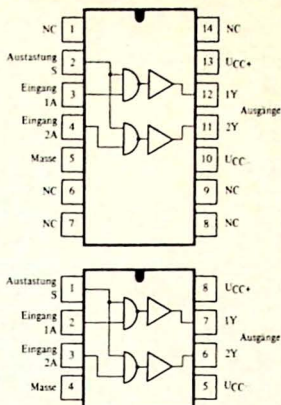 NC 1 14 NC
Austastung S 2 13 UCC+
Eingang 1A 3 12 1Y
Ausgänge
Eingang 2A 4 11 2Y
Masse 5 10 UCC-
NC 6 9 NC
NC 7 8 NC
Austastung S 1 8 UCC+
Eingang 1A 2 7 1Y
Ausgänge
Eingang 2A 3 6 2Y
Masse 4 5 UCC-